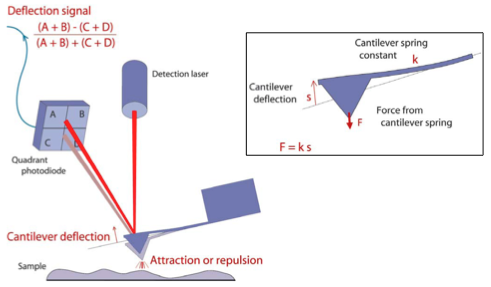 Deflection signal
(A + B) - (C + D)
(A + B) + (C + D)
Detection laser
A B
C D
Quadrant
photodiode
Cantilever deflection
Attraction or repulsion
Sample
Cantilever spring
constant
k
Cantilever
deflection
s
Force from
cantilever spring
F
F = k s